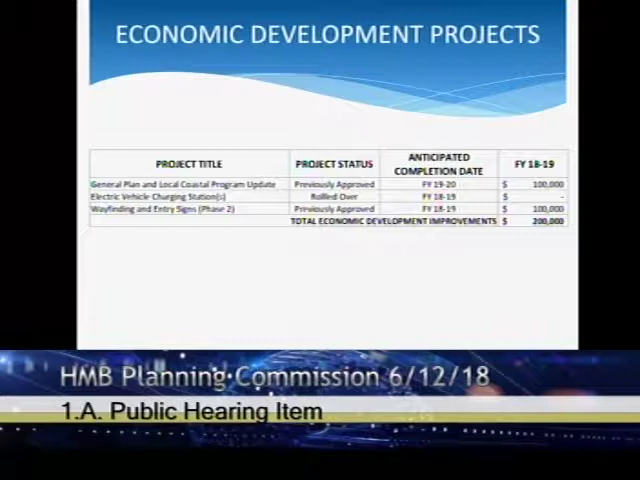 ECONOMIC DEVELOPMENT PROJECTS
PROJECT TITLE PROJECT STATUS ANTICIPATED COMPLETION DATE FY 18-19
General Plan and Local Coastal Program Update Previously Approved FY 19-20 $ 100,000
Electric Vehicle Charging Station(s) Rolled Over FY 18-19 $ -
Wayfinding and Entry Signs (Phase 2) Previously Approved FY 18-19 $ 100,000
TOTAL ECONOMIC DEVELOPMENT IMPROVEMENTS $ 200,000
HMB Planning Commission 6/12/18
1.A. Public Hearing Item